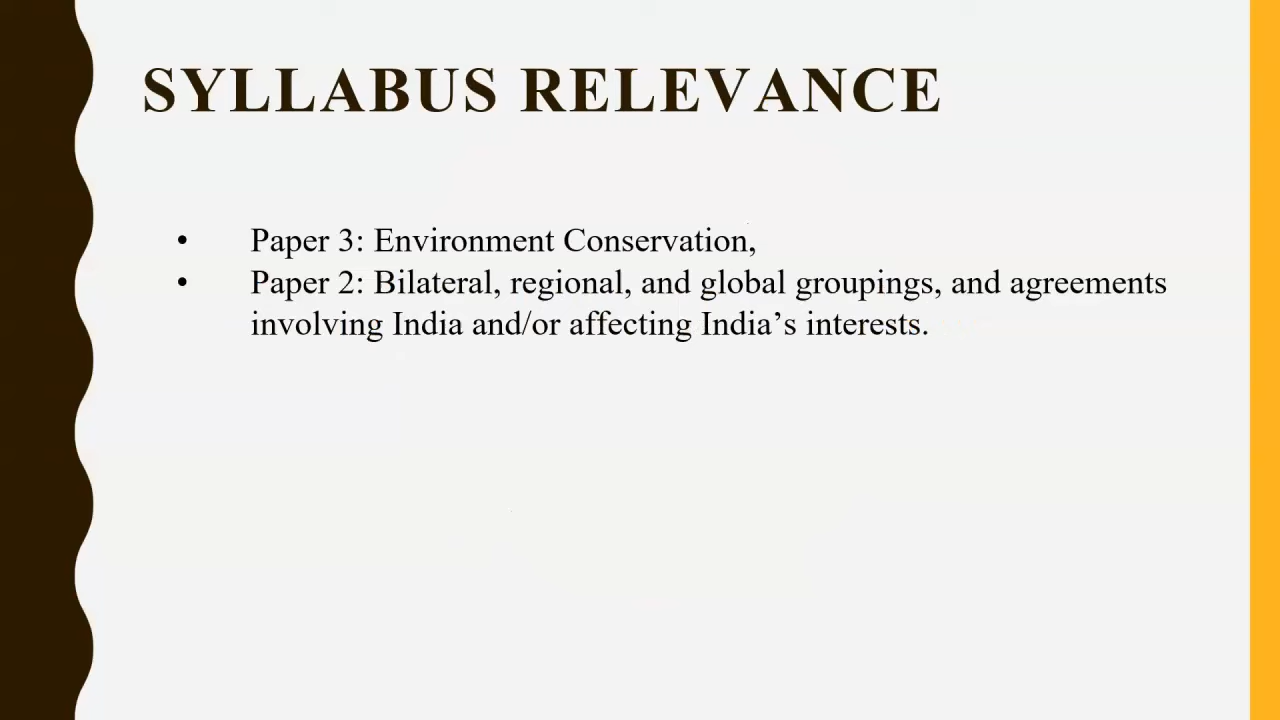 SYLLABUS RELEVANCE
• Paper 3: Environment Conservation,
• Paper 2: Bilateral, regional, and global groupings, and agreements
involving India and/or affecting India’s interests.